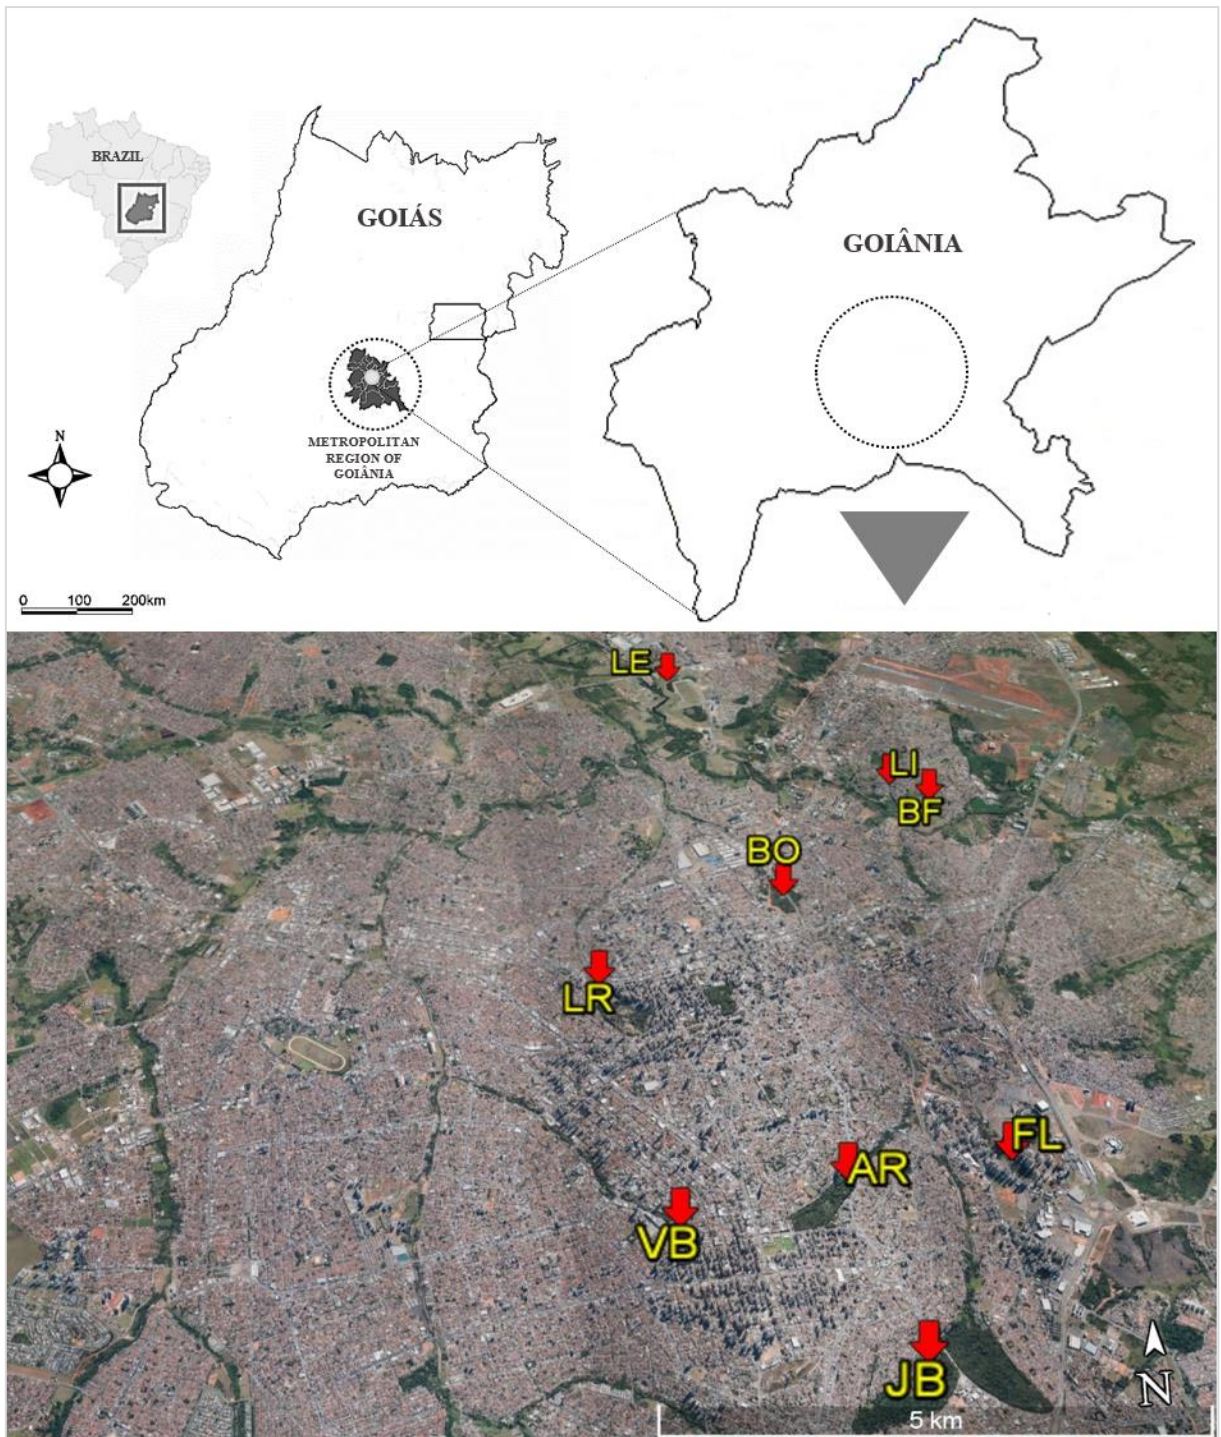 BRAZIL
GOIÁS
GOIÂNIA
METROPOLITAN
REGION OF
GOIÂNIA
N
0 100 200km
LE
LI
BF
BO
LR
FL
AR
VB
JB
N
5 km